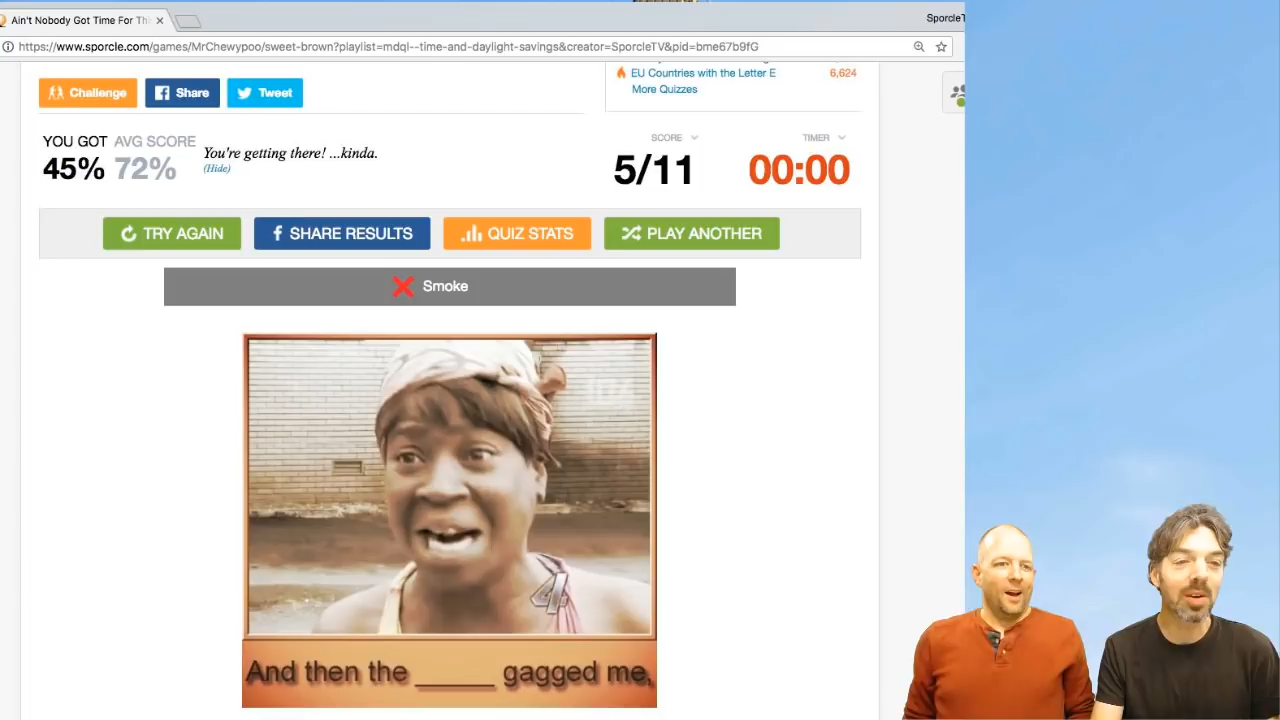 Ain't Nobody Got Time For Thi
SporcleT
https://www.sporcle.com/games/MrChewypoo/sweet-brown?playlist=mdql--time-and-daylight-savings&creator=SporcleTV&pid=bme67b9fG
EU Countries with the Letter E 6,624
More Quizzes
Challenge Share Tweet
YOU GOT AVG SCORE
45% 72%
You're getting there! ...kinda.
(Hide)
SCORE TIMER
5/11 00:00
TRY AGAIN SHARE RESULTS QUIZ STATS PLAY ANOTHER
Smoke
4
And then the _____ gagged me,